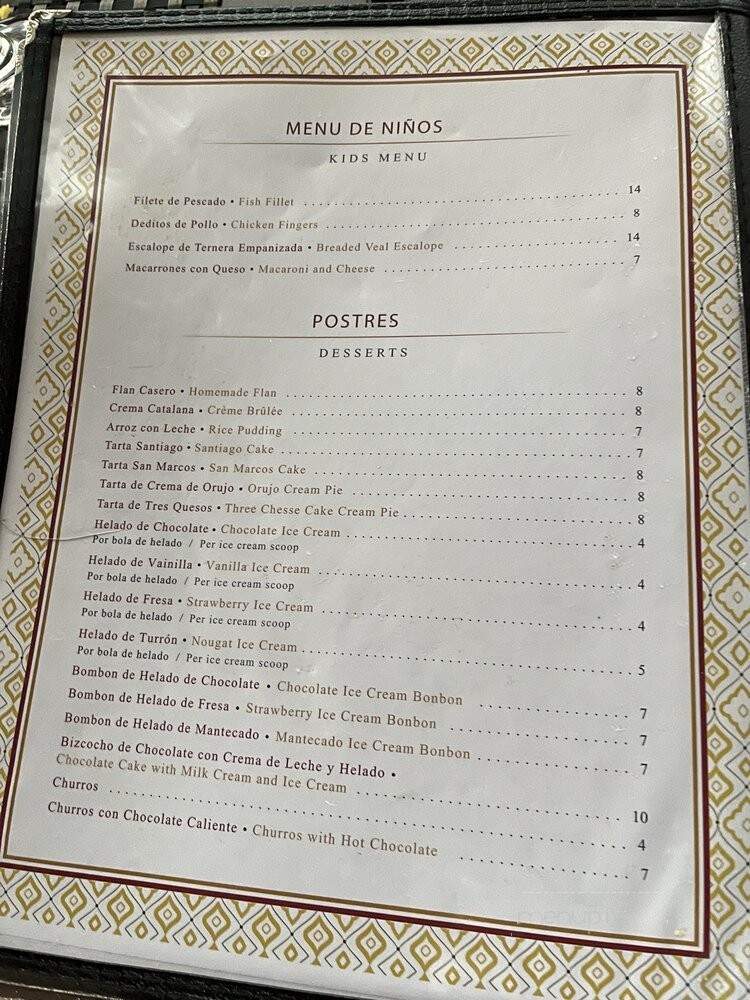 MENU DE NIÑOS
KIDS MENU
Filete de Pescado • Fish Fillet 14
Deditos de Pollo • Chicken Fingers 8
Escalope de Ternera Empanizada • Breaded Veal Escalope 14
Macarrones con Queso • Macaroni and Cheese 7
POSTRES
DESSERTS
Flan Casero • Homemade Flan 8
Crema Catalana • Crème Brûlée 8
Arroz con Leche • Rice Pudding 7
Tarta Santiago • Santiago Cake 7
Tarta San Marcos • San Marcos Cake 8
Tarta de Crema de Orujo • Orujo Cream Pie 8
Tarta de Tres Quesos • Three Chesse Cake Cream Pie 8
Helado de Chocolate • Chocolate Ice Cream 4
Por bola de helado / Per ice cream scoop
Helado de Vainilla • Vanilla Ice Cream 4
Por bola de helado / Per ice cream scoop
Helado de Fresa • Strawberry Ice Cream 4
Por bola de helado / Per ice cream scoop
Helado de Turrón • Nougat Ice Cream 5
Por bola de helado / Per ice cream scoop
Bombon de Helado de Chocolate • Chocolate Ice Cream Bonbon 7
Bombon de Helado de Fresa • Strawberry Ice Cream Bonbon 7
Bombon de Helado de Mantecado • Mantecado Ice Cream Bonbon 7
Bizcocho de Chocolate con Crema de Leche y Helado •
Chocolate Cake with Milk Cream and Ice Cream 10
Churros 4
Churros con Chocolate Caliente • Churros with Hot Chocolate 7